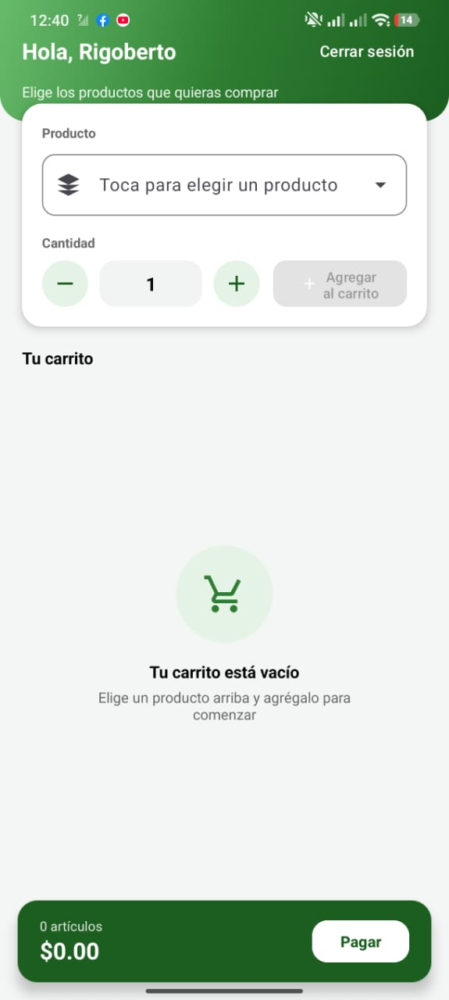 12:40
14
Hola, Rigoberto
Cerrar sesión
Elige los productos que quieras comprar
Producto
Toca para elegir un producto
Cantidad
1
Agregar
al carrito
Tu carrito
Tu carrito está vacío
Elige un producto arriba y agrégalo para
comenzar
0 artículos
$0.00
Pagar